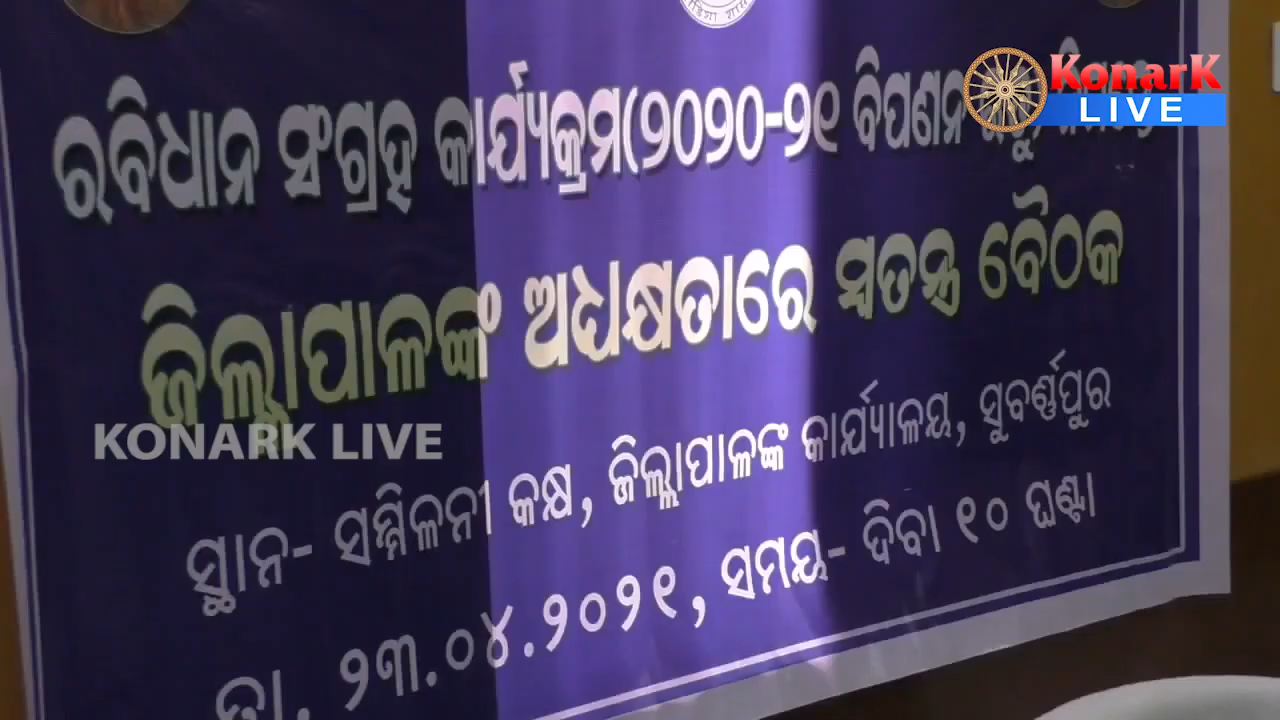 KonarK
LIVE
ରବିଧାନ ସଂଗ୍ରହ କାର୍ଯ୍ୟକ୍ରମ(୨୦୨୦-୨୧ ବିପଣନ
ଜିଲ୍ଲାପାଳଙ୍କ ଅଧ୍ୟକ୍ଷତାରେ ସ୍ୱତନ୍ତ୍ର ବୈଠକ
KONARK LIVE
ସ୍ଥାନ- ସମ୍ମିଳନୀ କକ୍ଷ, ଜିଲ୍ଲାପାଳଙ୍କ କାର୍ଯ୍ୟାଳୟ, ସୁବର୍ଣ୍ଣପୁର
ତା. ୨୩.୦୪.୨୦୨୧, ସମୟ- ଦିବା ୧୦ ଘଣ୍ଟା